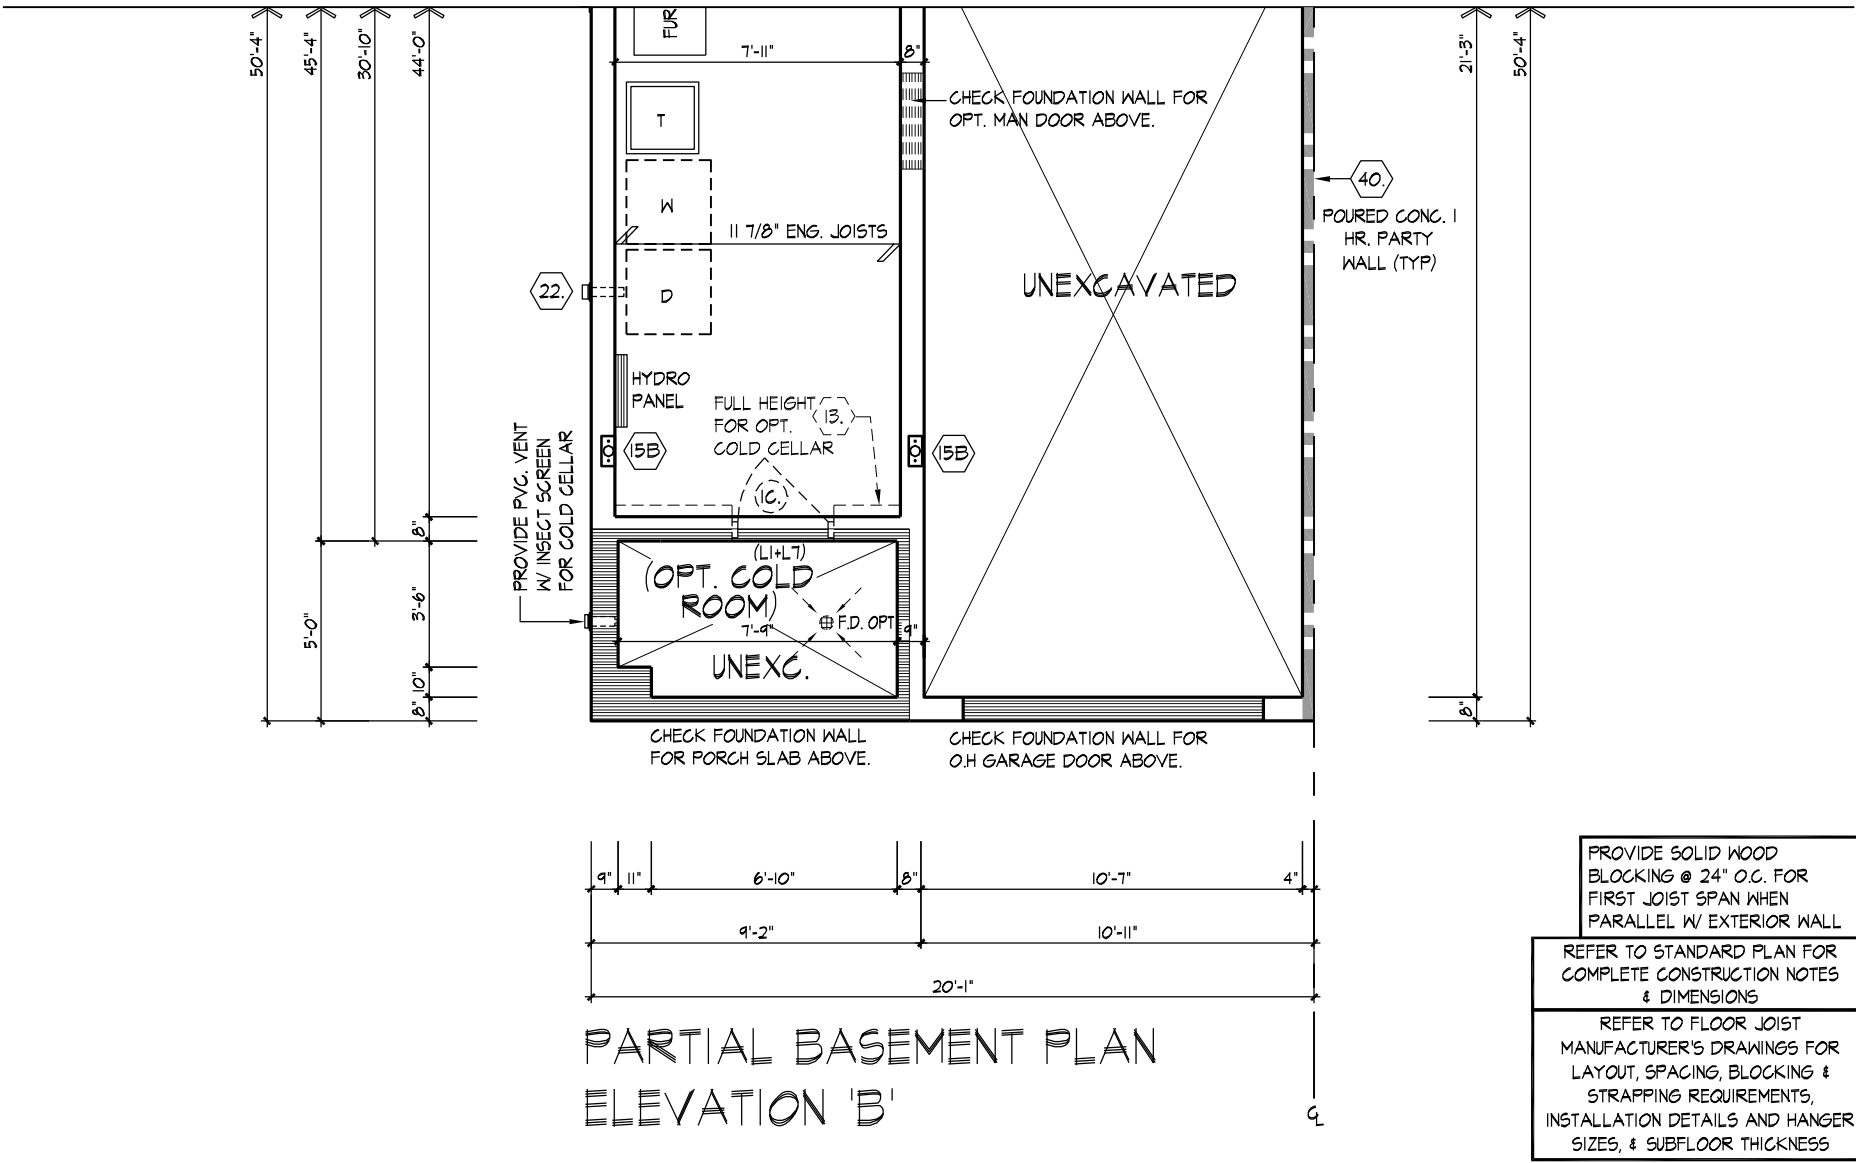 50'-4"
45'-4"
30'-10"
44'-0"
FUR
7'-11"
8"
21'-3"
50'-4"
CHECK FOUNDATION WALL FOR
OPT. MAN DOOR ABOVE.
T
W
11 7/8" ENG. JOISTS
D
22.
UNEXCAVATED
40.
POURED CONC. 1
HR. PARTY
WALL (TYP)
HYDRO
PANEL
FULL HEIGHT
FOR OPT.
COLD CELLAR
13.
15B
15B
1C.
PROVIDE PVC. VENT
W/ INSECT SCREEN
FOR COLD CELLAR
(L1+L7)
(OPT. COLD
ROOM)
F.D. OPT
7'-9"
9"
UNEXC.
8"
3'-6"
5'-0"
10"
8"
8"
CHECK FOUNDATION WALL
FOR PORCH SLAB ABOVE.
CHECK FOUNDATION WALL FOR
O.H GARAGE DOOR ABOVE.
9"
11"
6'-10"
8"
10'-7"
4"
9'-2"
10'-11"
20'-1"
PARTIAL BASEMENT PLAN
ELEVATION 'B'
CL
PROVIDE SOLID WOOD
BLOCKING @ 24" O.C. FOR
FIRST JOIST SPAN WHEN
PARALLEL W/ EXTERIOR WALL
REFER TO STANDARD PLAN FOR
COMPLETE CONSTRUCTION NOTES
& DIMENSIONS
REFER TO FLOOR JOIST
MANUFACTURER'S DRAWINGS FOR
LAYOUT, SPACING, BLOCKING &
STRAPPING REQUIREMENTS,
INSTALLATION DETAILS AND HANGER
SIZES, & SUBFLOOR THICKNESS